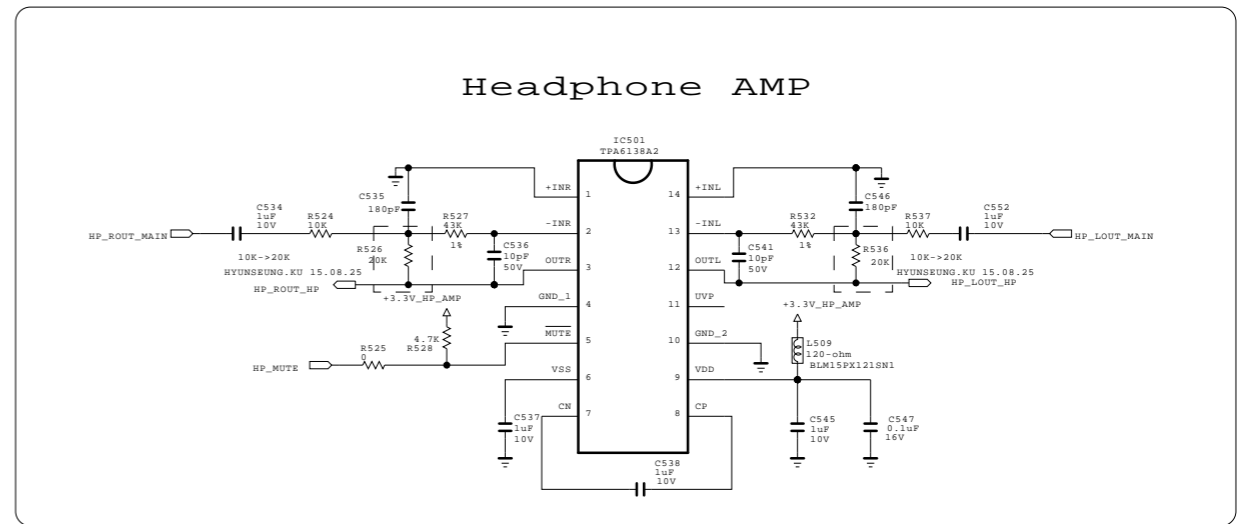 Headphone AMP
IC501
TPA6138A2
+INR
1
14
+INL
-INR
2
13
-INL
OUTR
3
12
OUTL
GND_1
4
11
UVP
MUTE
5
10
GND_2
VSS
6
9
VDD
CN
7
8
CP
C534
1uF
10V
R524
10K
C535
180pF
R527
43K
1%
C536
10pF
50V
R526
20K
HP_ROUT_MAIN
10K->20K
HYUNSEUNG.KU 15.08.25
HP_ROUT_HP
+3.3V_HP_AMP
4.7K
R528
R525
0
HP_MUTE
C537
1uF
10V
C538
1uF
10V
C546
180pF
R532
43K
1%
R537
10K
C552
1uF
10V
C541
10pF
50V
R536
20K
HP_LOUT_MAIN
10K->20K
HYUNSEUNG.KU 15.08.25
HP_LOUT_HP
+3.3V_HP_AMP
L509
120-ohm
BLM15PX121SN1
C545
1uF
10V
C547
0.1uF
16V